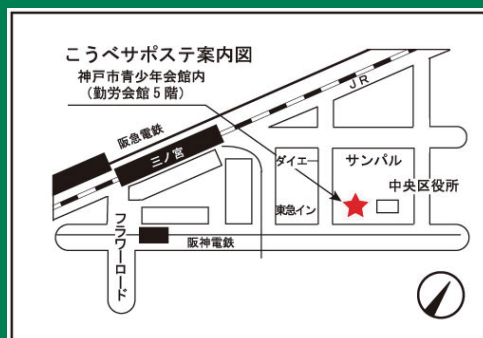 こうべサポステ案内図
神戸市青少年会館内
（勤労会館５階）
阪急電鉄
JR
三ノ宮
ダイエー
サンパル
中央区役所
東急イン
フラワーロード
阪神電鉄